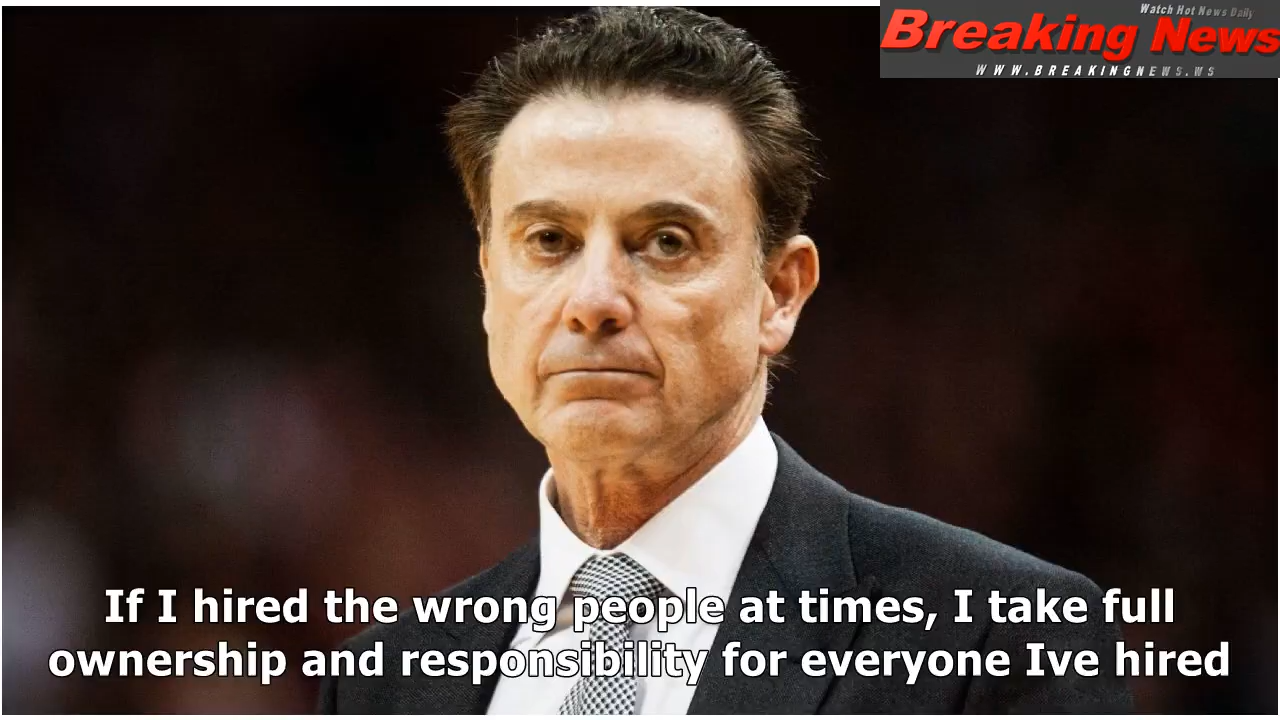 Watch Hot News Daily
Breaking News
WWW.BREAKINGNEWS.WS
If I hired the wrong people at times, I take full
ownership and responsibility for everyone Ive hired